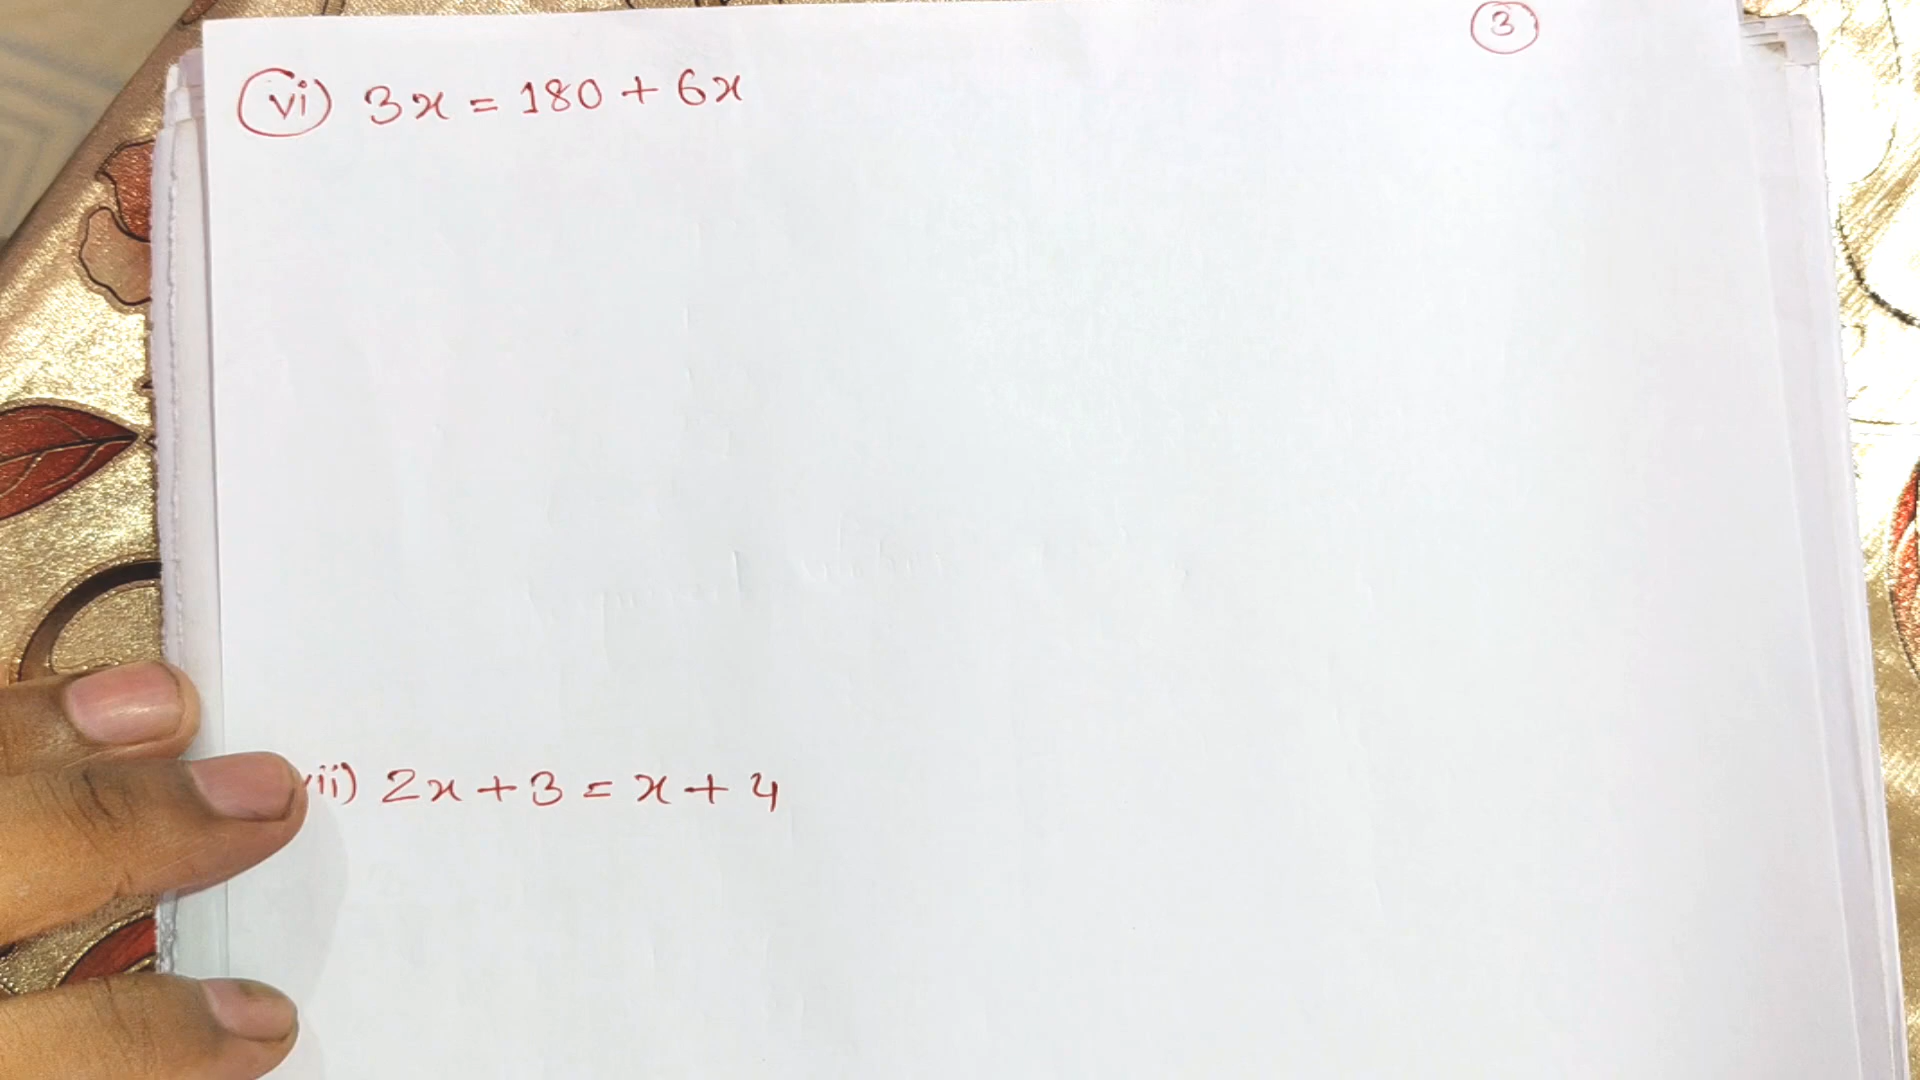 3
vi) 3x = 180 + 6x
ii) 2x + 3 = x + 4